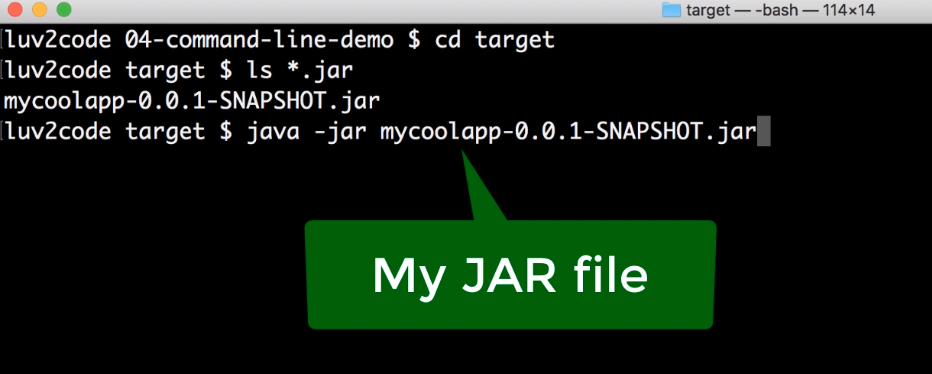 target — -bash — 114×14
luv2code 04-command-line-demo $ cd target
luv2code target $ ls *.jar
mycoolapp-0.0.1-SNAPSHOT.jar
luv2code target $ java -jar mycoolapp-0.0.1-SNAPSHOT.jar
My JAR file